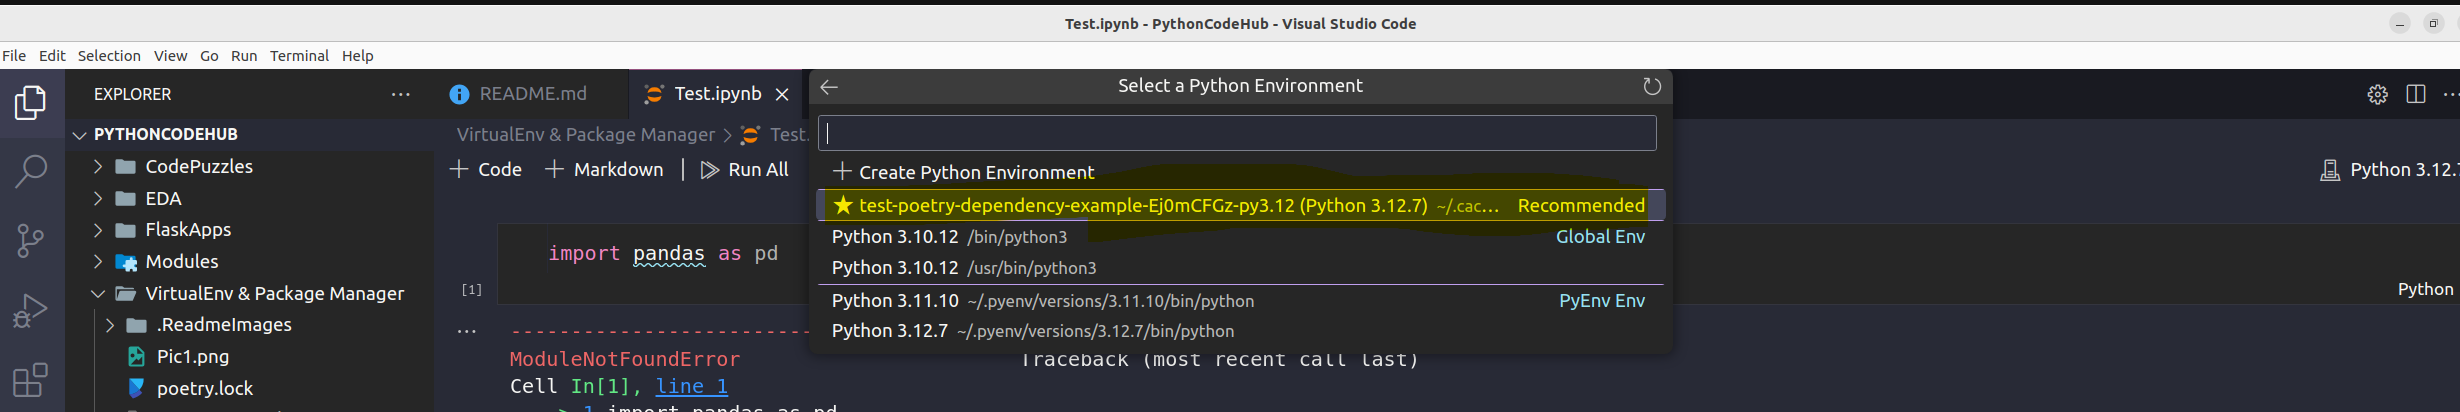 Test.ipynb - PythonCodeHub - Visual Studio Code
File Edit Selection View Go Run Terminal Help
EXPLORER
PYTHONCODEHUB
CodePuzzles
EDA
FlaskApps
Modules
VirtualEnv & Package Manager
.ReadmeImages
Pic1.png
poetry.lock
README.md
Test.ipynb
VirtualEnv & Package Manager > Test.
+ Code + Markdown | Run All
Python 3.12.7
Select a Python Environment
+ Create Python Environment
★ test-poetry-dependency-example-Ej0mCFGz-py3.12 (Python 3.12.7) ~/.cac... Recommended
Python 3.10.12 /bin/python3 Global Env
Python 3.10.12 /usr/bin/python3
Python 3.11.10 ~/.pyenv/versions/3.11.10/bin/python PyEnv Env
Python 3.12.7 ~/.pyenv/versions/3.12.7/bin/python
import pandas as pd
[1]
Python
---------------------------
ModuleNotFoundError Traceback (most recent call last)
Cell In[1], line 1
> 1 import pandas as pd